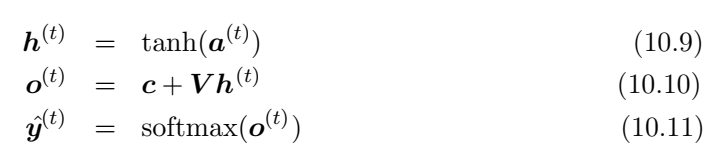 h^(t) = tanh(a^(t)) (10.9)
o^(t) = c + Vh^(t) (10.10)
ŷ^(t) = softmax(o^(t)) (10.11)